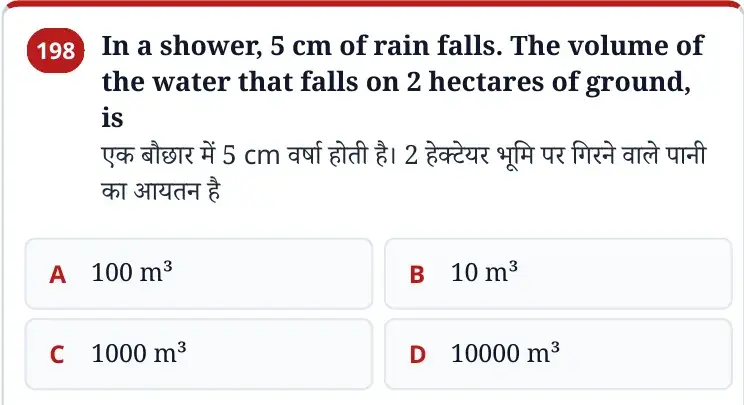 198 In a shower, 5 cm of rain falls. The volume of
the water that falls on 2 hectares of ground,
is
एक बौछार में 5 cm वर्षा होती है। 2 हेक्टेयर भूमि पर गिरने वाले पानी
का आयतन है
A 100 m³ B 10 m³
C 1000 m³ D 10000 m³